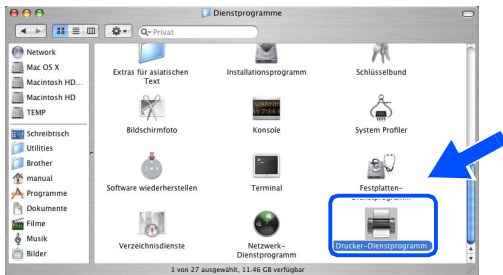 Dienstprogramme
Privat
Network
Mac OS X
Macintosh HD...
Macintosh HD
TEMP
Schreibtisch
Utilities
Brother
manual
Programme
Dokumente
Filme
Musik
Bilder
Extras für asiatischen
Text
Installationsprogramm
Schlüsselbund
Bildschirmfoto
Konsole
System Profiler
Software wiederherstellen
Terminal
Festplatten-
Verzeichnisdienste
Netzwerk-
Dienstprogramm
Drucker-Dienstprogramm
1 von 27 ausgewählt, 11.46 GB verfügbar